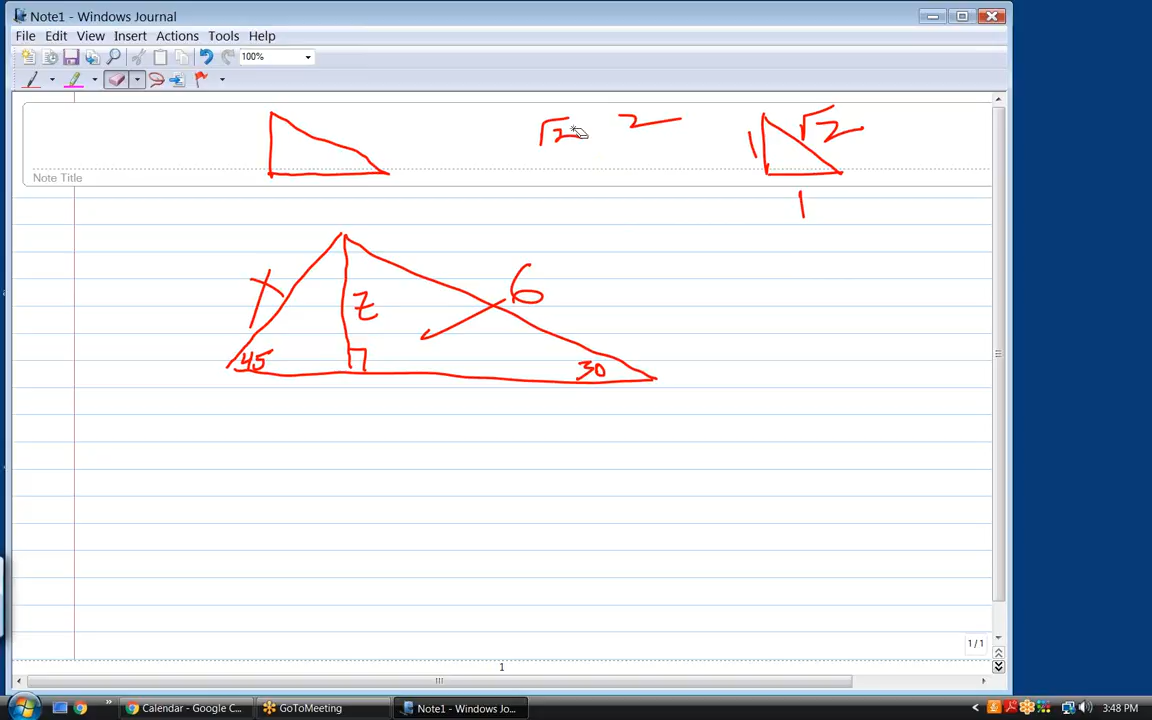 Note1 - Windows Journal
File Edit View Insert Actions Tools Help
100%
√2 2 1 √2
Note Title
1
x z 6
45 30
1/1
1
Calendar - Google C... GoToMeeting Note1 - Windows Jo... 3:48 PM